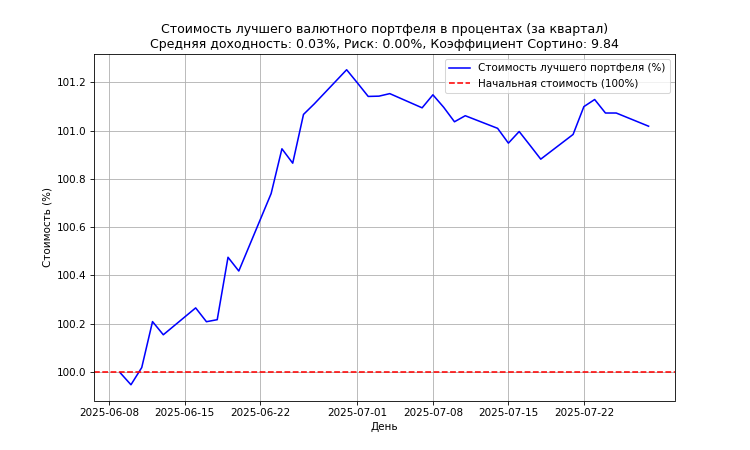 Стоимость лучшего валютного портфеля в процентах (за квартал)
Средняя доходность: 0.03%, Риск: 0.00%, Коэффициент Сортино: 9.84
Стоимость лучшего портфеля (%)
Начальная стоимость (100%)
Стоимость (%)
101.2
101.0
100.8
100.6
100.4
100.2
100.0
2025-06-08 2025-06-15 2025-06-22 2025-07-01 2025-07-08 2025-07-15 2025-07-22
День